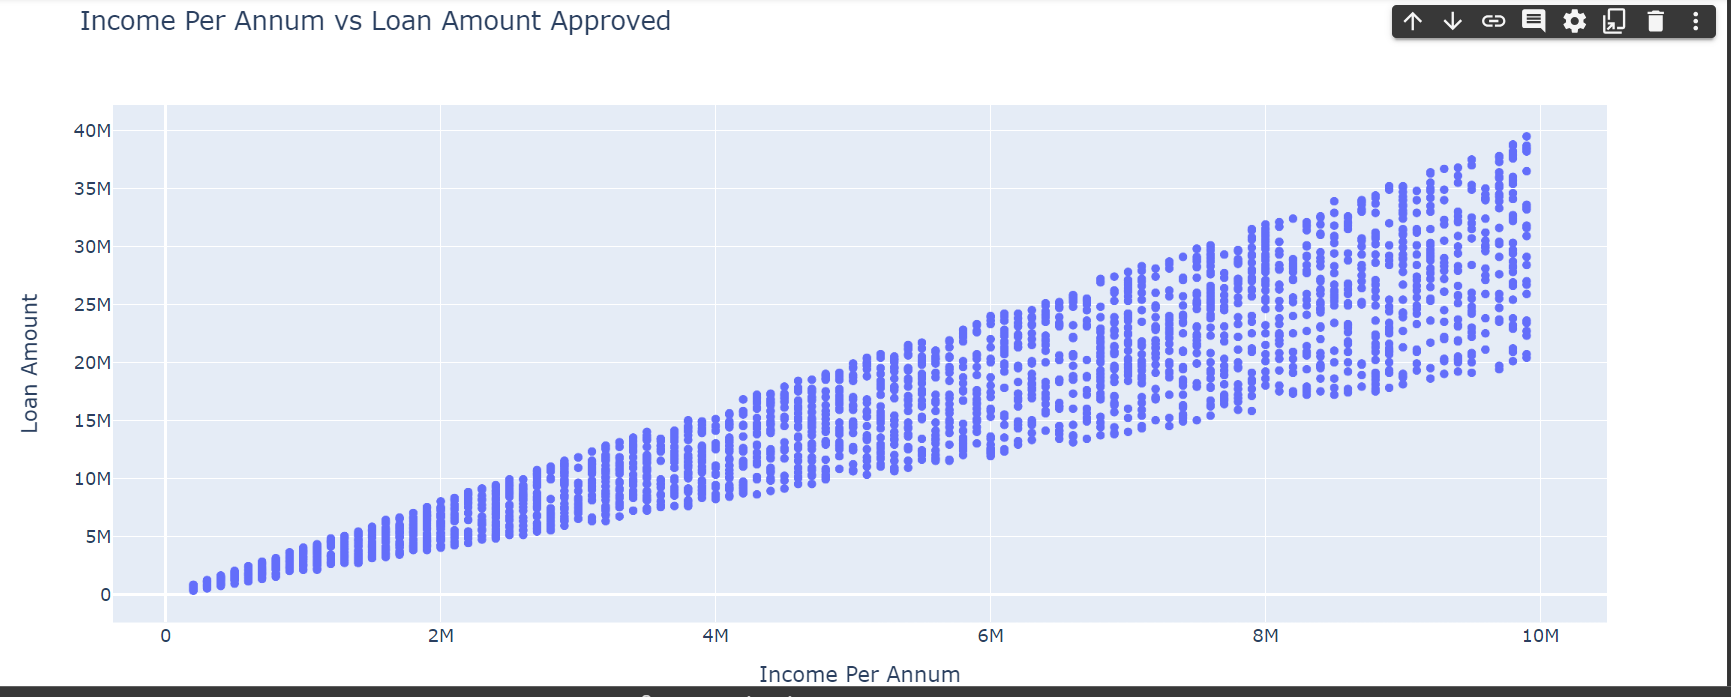 Income Per Annum vs Loan Amount Approved
40M
35M
30M
25M
20M
15M
10M
5M
0
Loan Amount
0 2M 4M 6M 8M 10M
Income Per Annum